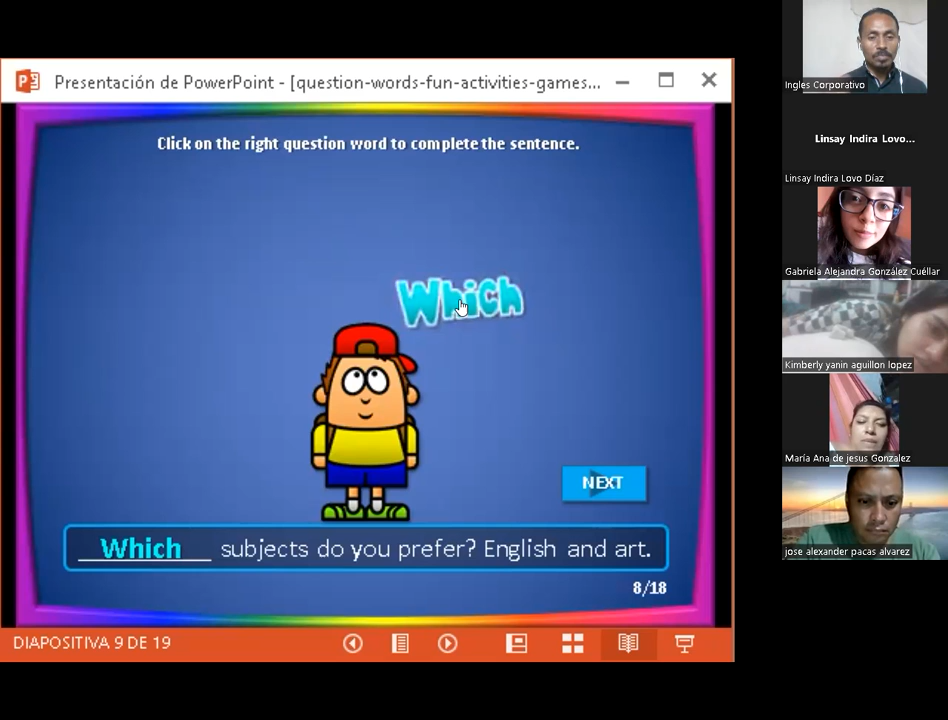 Presentación de PowerPoint - [question-words-fun-activities-games...
Click on the right question word to complete the sentence.
Which
NEXT
Which subjects do you prefer? English and art.
8/18
DIAPOSITIVA 9 DE 19
Ingles Corporativo
Linsay Indira Lovo...
Linsay Indira Lovo Díaz
Gabriela Alejandra González Cuéllar
Kimberly yanin aguillon lopez
María Ana de jesus Gonzalez
jose alexander pacas alvarez